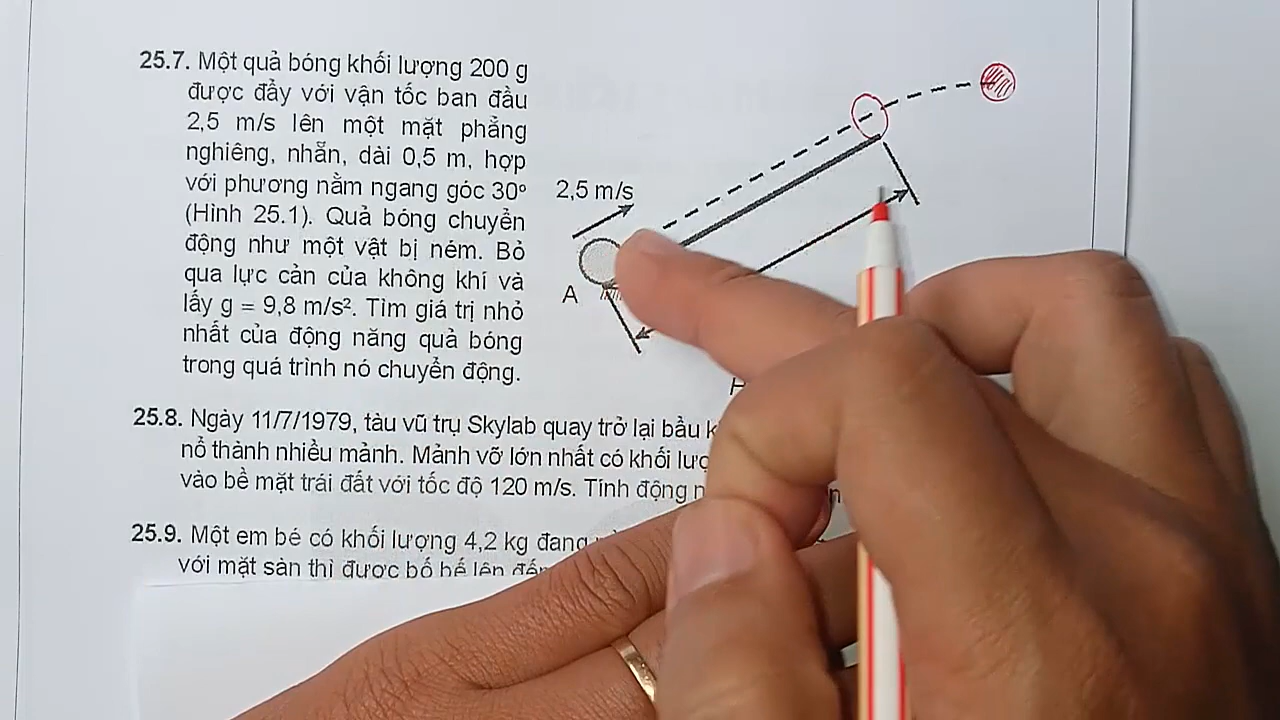 25.7. Một quả bóng khối lượng 200 g
được đẩy với vận tốc ban đầu
2,5 m/s lên một mặt phẳng
nghiêng, nhẵn, dài 0,5 m, hợp
với phương nằm ngang góc 30º
(Hình 25.1). Quả bóng chuyển
động như một vật bị ném. Bỏ
qua lực cản của không khí và
lấy g = 9,8 m/s². Tìm giá trị nhỏ
nhất của động năng quả bóng
trong quá trình nó chuyển động.
2,5 m/s
A
25.8. Ngày 11/7/1979, tàu vũ trụ Skylab quay trở lại bầu
nổ thành nhiều mảnh. Mảnh vỡ lớn nhất có khối
vào bề mặt trái đất với tốc độ 120 m/s. Tính động
25.9. Một em bé có khối lượng 4,2 kg đang
với mặt sàn thì được bố bế lên